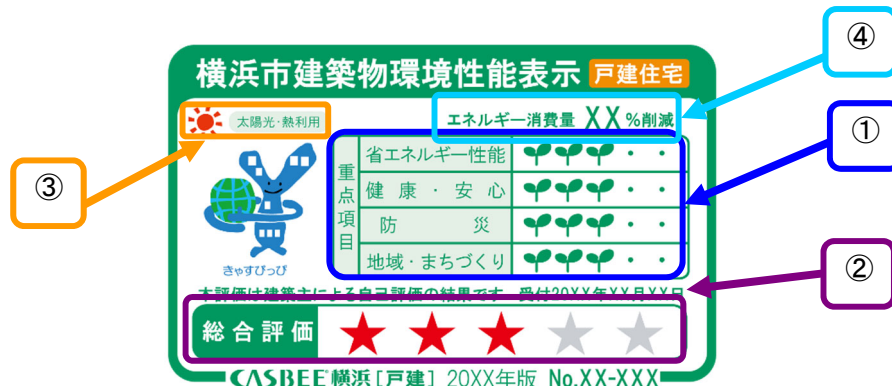 ④
横浜市建築物環境性能表示 戸建住宅
太陽光・熱利用
エネルギー消費量 XX %削減
①
重点項目
省エネルギー性能
健康・安心
防災
地域・まちづくり
③
きゃすびっぴ
②
本評価は建築主による自己評価の結果です 受付20XX年XX月XX日
総合評価
CASBEE 横浜[戸建] 20XX年版 No.XX-XXX